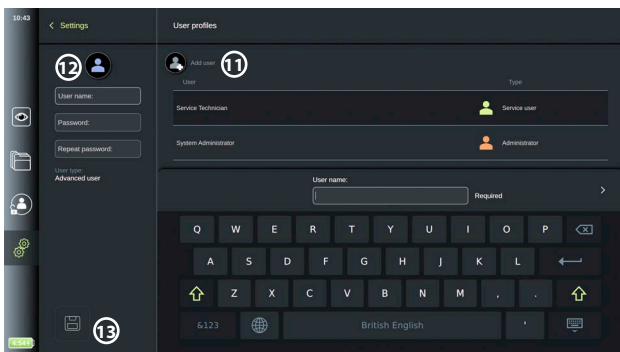 10:43
Settings
User profiles
12
Add user
11
User
Type
User name:
Service Technician
Service user
Password:
System Administrator
Administrator
Repeat password:
User type:
Advanced user
User name:
Required
Q W E R T Y U I O P
A S D F G H J K L
Z X C V B N M , .
&123 British English '
13